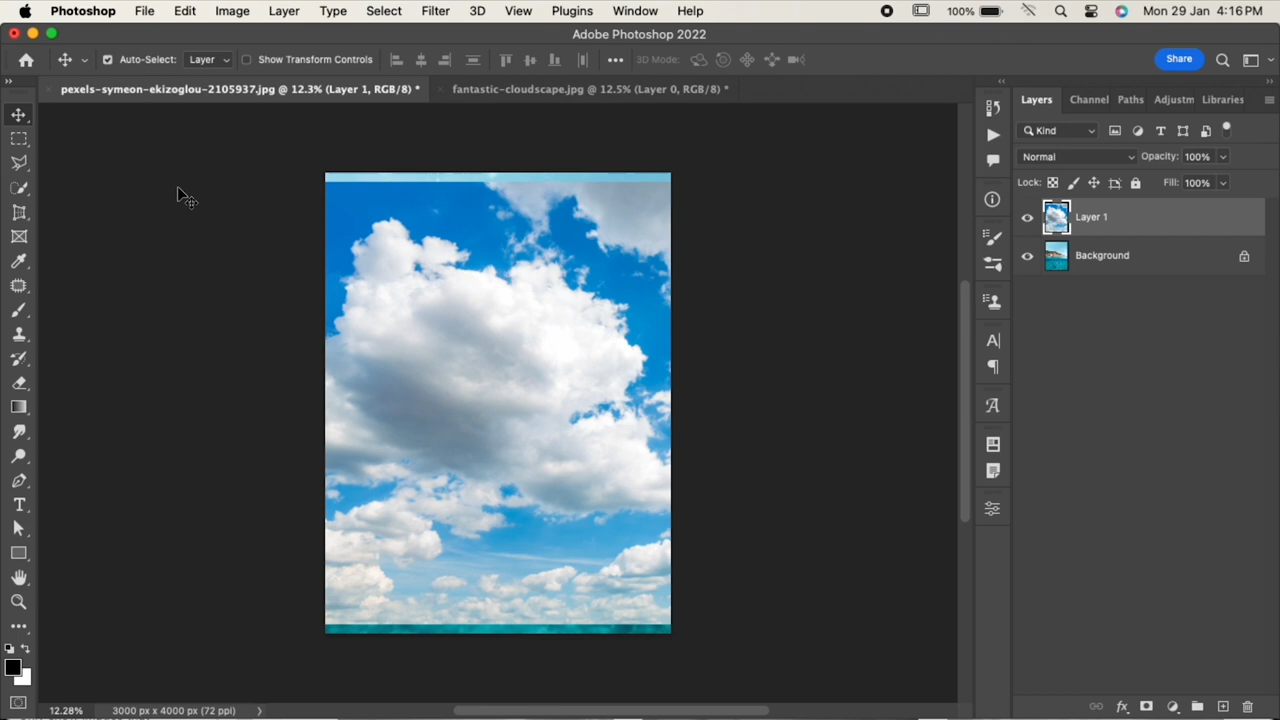 Photoshop File Edit Image Layer Type Select Filter 3D View Plugins Window Help 100% Mon 29 Jan 4:16 PM
Adobe Photoshop 2022
Auto-Select: Layer Show Transform Controls 3D Mode: Share
pexels-symeon-ekizoglou-2105937.jpg @ 12.3% (Layer 1, RGB/8) * fantastic-cloudscape.jpg @ 12.5% (Layer 0, RGB/8) *
Layers Channel Paths Adjustm Libraries
Kind
Normal Opacity: 100%
Lock: Fill: 100%
Layer 1
Background
12.28% 3000 px x 4000 px (72 ppi)